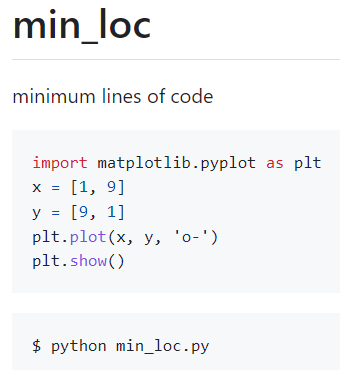 min_loc
minimum lines of code
import matplotlib.pyplot as plt
x = [1, 9]
y = [9, 1]
plt.plot(x, y, 'o-')
plt.show()
$ python min_loc.py